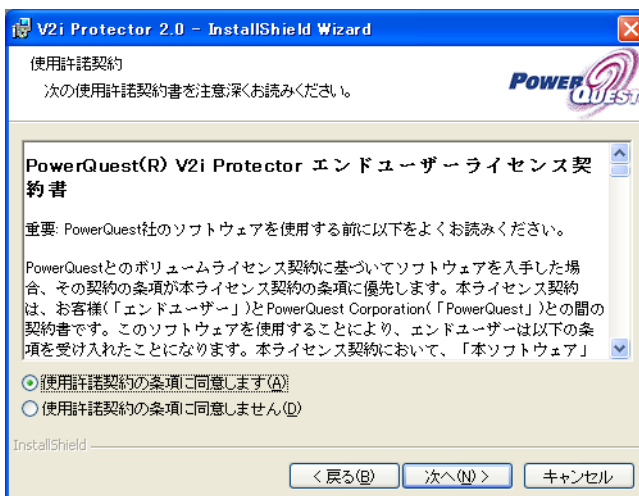 V2i Protector 2.0 - InstallShield Wizard
使用許諾契約
次の使用許諾契約書を注意深くお読みください。
POWERQUEST
PowerQuest(R) V2i Protector エンドユーザーライセンス契
約書
重要: PowerQuest社のソフトウェアを使用する前に以下をよくお読みください。
PowerQuestとのボリュームライセンス契約に基づいてソフトウェアを入手した場
合、その契約の条項が本ライセンス契約の条項に優先します。本ライセンス契約
は、お客様(「エンドユーザー」)とPowerQuest Corporation(「PowerQuest」)との間の
契約書です。このソフトウェアを使用することにより、エンドユーザーは以下の条
項を受け入れたことになります。本ライセンス契約において、「本ソフトウェア」
使用許諾契約の条項に同意します(A)
使用許諾契約の条項に同意しません(D)
InstallShield
< 戻る(B)
次へ(N) >
キャンセル